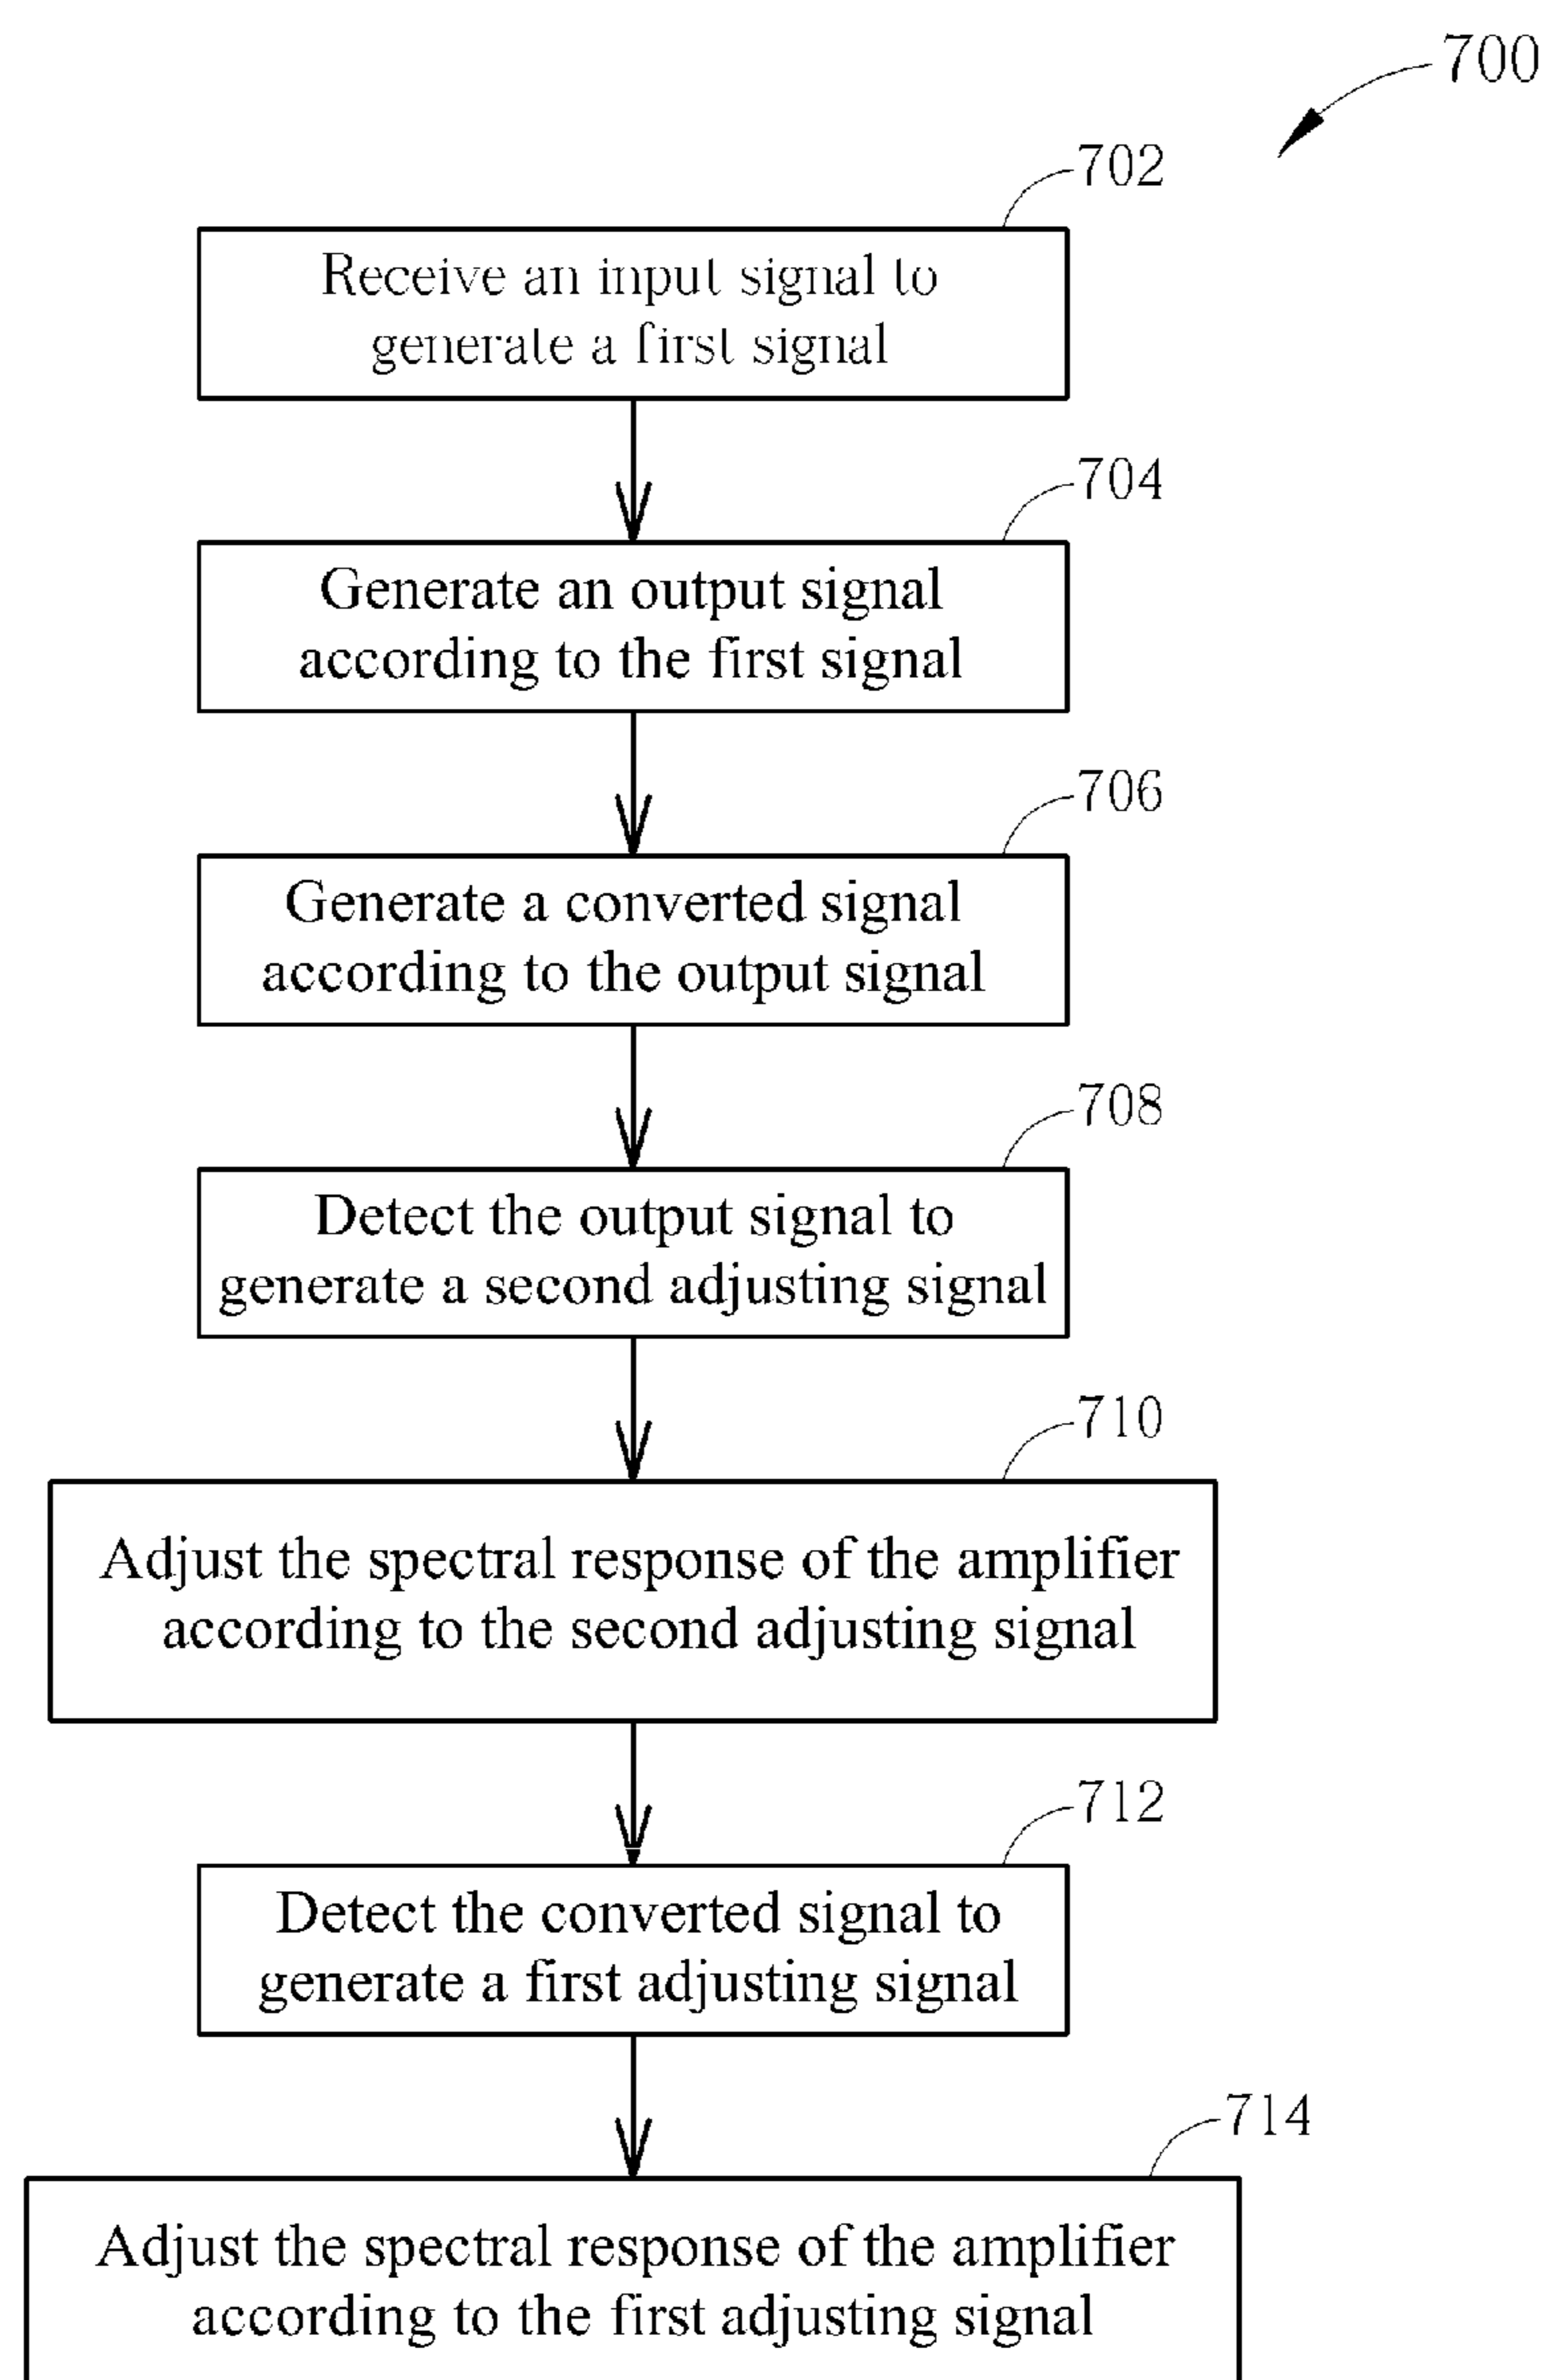 700
702
Receive an input signal to
generate a first signal
704
Generate an output signal
according to the first signal
706
Generate a converted signal
according to the output signal
708
Detect the output signal to
generate a second adjusting signal
710
Adjust the spectral response of the amplifier
according to the second adjusting signal
712
Detect the converted signal to
generate a first adjusting signal
714
Adjust the spectral response of the amplifier
according to the first adjusting signal